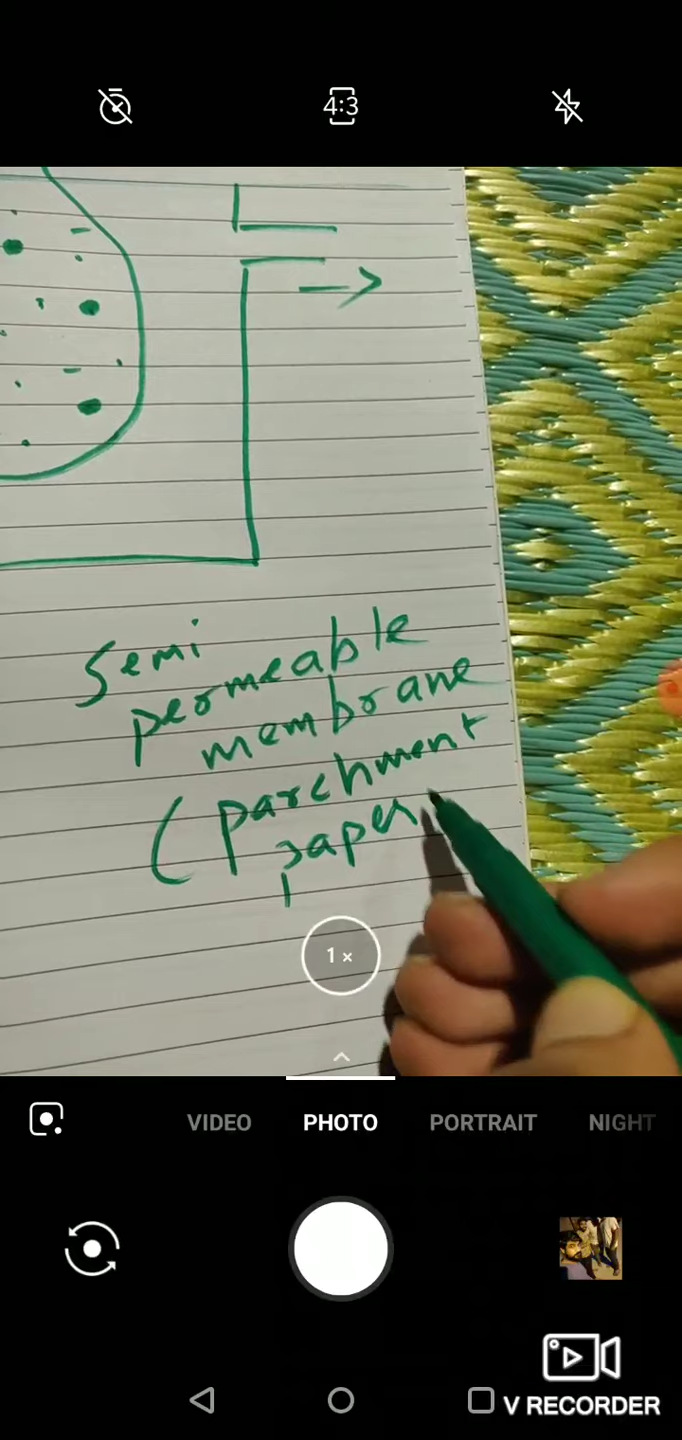 4:3
Semi
permeable
membrane
(parchment
paper
1×
VIDEO PHOTO PORTRAIT NIGHT
V RECORDER